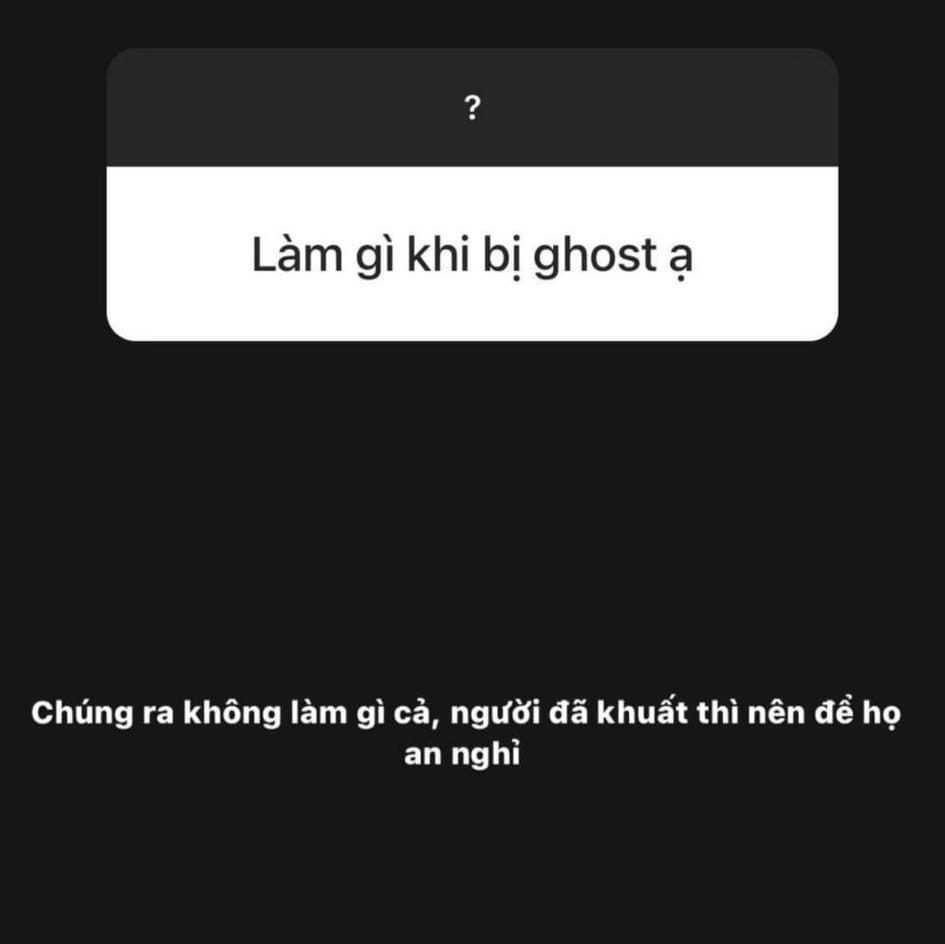 ?
Làm gì khi bị ghost ạ
Chúng ra không làm gì cả, người đã khuất thì nên để họ
an nghỉ